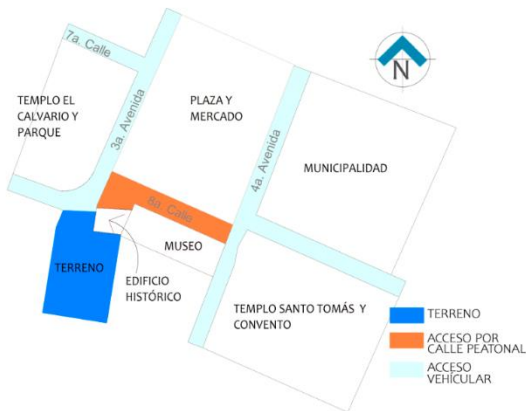 7a. Calle
TEMPLO EL
CALVARIO Y
PARQUE
3a. Avenida
PLAZA Y
MERCADO
4a. Avenida
N
MUNICIPALIDAD
8a. Calle
MUSEO
TERRENO
EDIFICIO
HISTÓRICO
TEMPLO SANTO TOMÁS Y
CONVENTO
TERRENO
ACCESO POR
CALLE PEATONAL
ACCESO
VEHÍCULAR